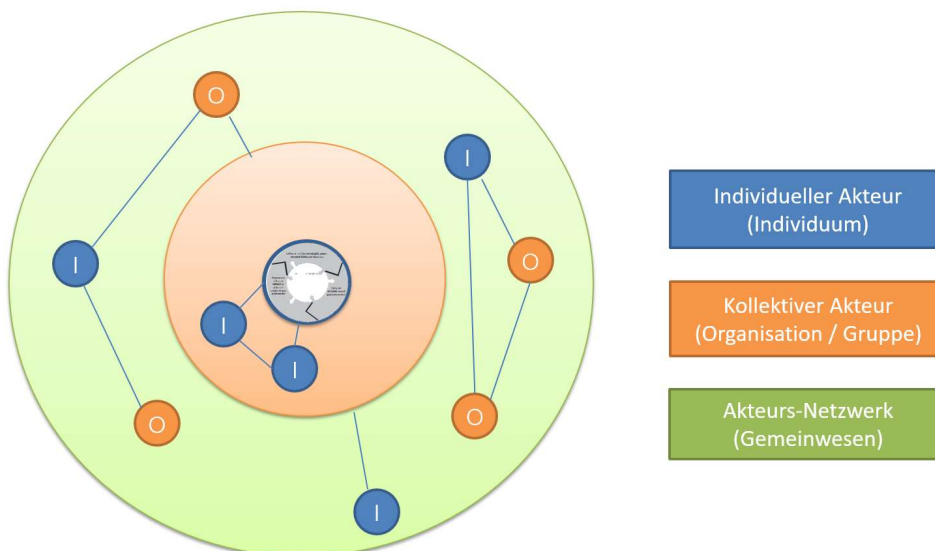 O
I
I
O
I
I
I
O
O
I
Individueller Akteur
(Individuum)
Kollektiver Akteur
(Organisation / Gruppe)
Akteurs-Netzwerk
(Gemeinwesen)